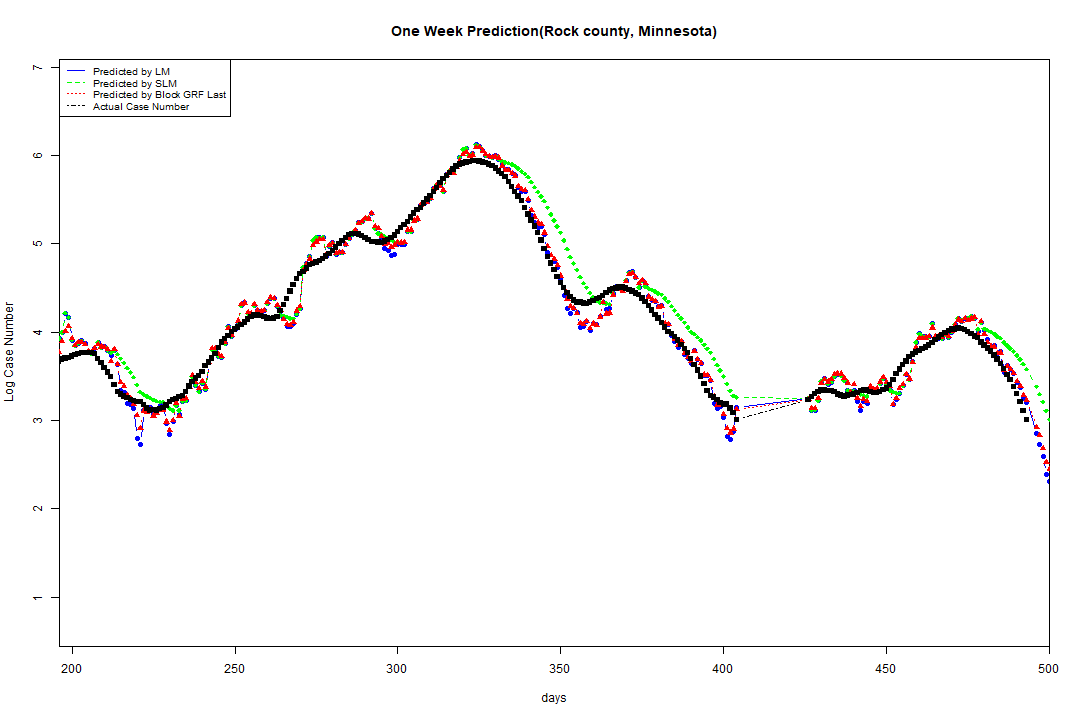 One Week Prediction(Rock county, Minnesota)
Predicted by LM
Predicted by SLM
Predicted by Block GRF Last
Actual Case Number
7
6
5
4
3
2
1
Log Case Number
200 250 300 350 400 450 500
days